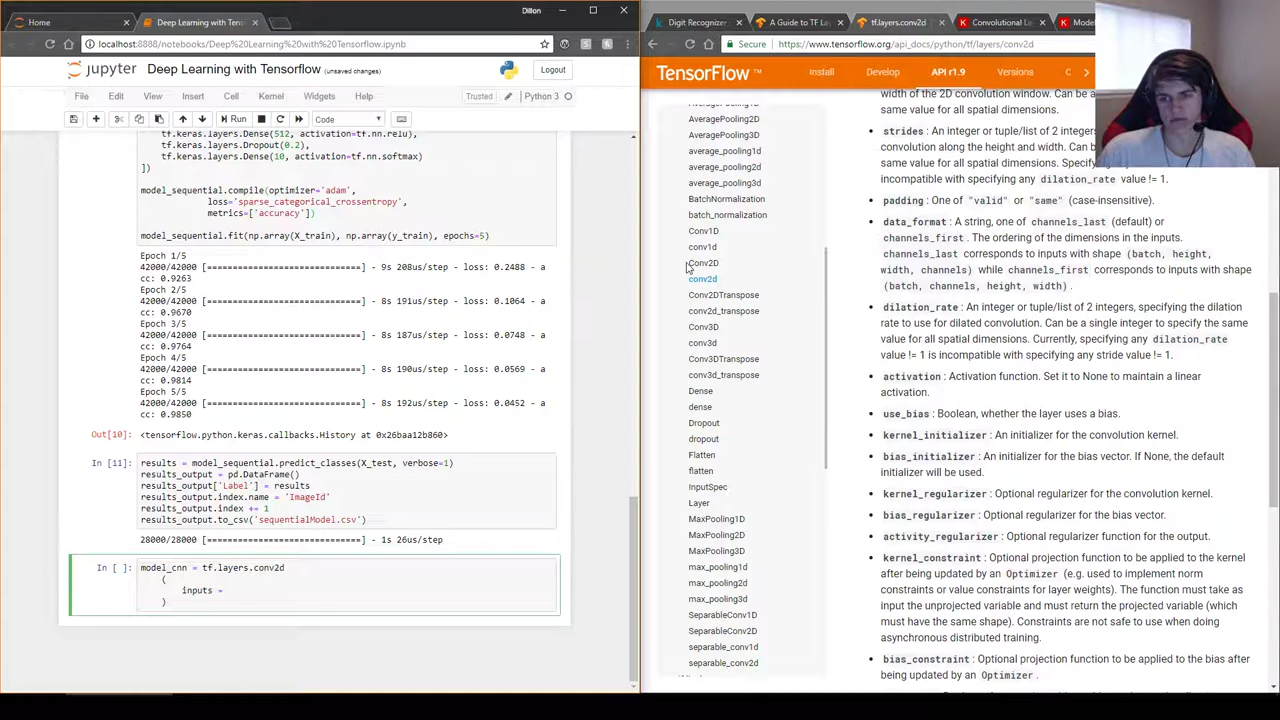 Dillon
Home
Deep Learning with Tens
localhost:8888/notebooks/Deep%20Learning%20with%20Tensorflow.ipynb
jupyter Deep Learning with Tensorflow (unsaved changes)
Logout
File Edit View Insert Cell Kernel Widgets Help
Trusted
Python 3
Run
Code
tf.keras.layers.Dense(512, activation=tf.nn.relu),
tf.keras.layers.Dropout(0.2),
tf.keras.layers.Dense(10, activation=tf.nn.softmax)
])
model_sequential.compile(optimizer='adam',
loss='sparse_categorical_crossentropy',
metrics=['accuracy'])
model_sequential.fit(np.array(X_train), np.array(y_train), epochs=5)
Epoch 1/5
42000/42000 [==============================] - 9s 208us/step - loss: 0.2488 - a
cc: 0.9263
Epoch 2/5
42000/42000 [==============================] - 8s 191us/step - loss: 0.1064 - a
cc: 0.9670
Epoch 3/5
42000/42000 [==============================] - 8s 187us/step - loss: 0.0748 - a
cc: 0.9764
Epoch 4/5
42000/42000 [==============================] - 8s 190us/step - loss: 0.0569 - a
cc: 0.9814
Epoch 5/5
42000/42000 [==============================] - 8s 192us/step - loss: 0.0452 - a
cc: 0.9850
Out[10]: <tensorflow.python.keras.callbacks.History at 0x26baa12b860>
In [11]: results = model_sequential.predict_classes(X_test, verbose=1)
results_output = pd.DataFrame()
results_output['Label'] = results
results_output.index.name = 'ImageId'
results_output.index += 1
results_output.to_csv('sequentialModel.csv')
28000/28000 [==============================] - 1s 26us/step
In [ ]: model_cnn = tf.layers.conv2d
(
inputs =
)
Digit Recognizer
A Guide to TF Lay
tf.layers.conv2d
Convolutional Lay
Model
Secure https://www.tensorflow.org/api_docs/python/tf/layers/conv2d
TensorFlow™ Install Develop API r1.9 Versions C
AveragePooling1D
AveragePooling2D
AveragePooling3D
average_pooling1d
average_pooling2d
average_pooling3d
BatchNormalization
batch_normalization
Conv1D
conv1d
Conv2D
conv2d
Conv2DTranspose
conv2d_transpose
Conv3D
conv3d
Conv3DTranspose
conv3d_transpose
Dense
dense
Dropout
dropout
Flatten
flatten
InputSpec
Layer
MaxPooling1D
MaxPooling2D
MaxPooling3D
max_pooling1d
max_pooling2d
max_pooling3d
SeparableConv1D
SeparableConv2D
separable_conv1d
separable_conv2d
width of the 2D convolution window. Can be a
same value for all spatial dimensions.
strides: An integer or tuple/list of 2 integers
convolution along the height and width. Can b
same value for all spatial dimensions. Specify
incompatible with specifying any dilation_rate value != 1.
padding: One of "valid" or "same" (case-insensitive).
data_format: A string, one of channels_last (default) or
channels_first. The ordering of the dimensions in the inputs.
channels_last corresponds to inputs with shape (batch, height,
width, channels) while channels_first corresponds to inputs with shape
(batch, channels, height, width).
dilation_rate: An integer or tuple/list of 2 integers, specifying the dilation
rate to use for dilated convolution. Can be a single integer to specify the same
value for all spatial dimensions. Currently, specifying any dilation_rate
value != 1 is incompatible with specifying any stride value != 1.
activation: Activation function. Set it to None to maintain a linear
activation.
use_bias: Boolean, whether the layer uses a bias.
kernel_initializer: An initializer for the convolution kernel.
bias_initializer: An initializer for the bias vector. If None, the default
initializer will be used.
kernel_regularizer: Optional regularizer for the convolution kernel.
bias_regularizer: Optional regularizer for the bias vector.
activity_regularizer: Optional regularizer function for the output.
kernel_constraint: Optional projection function to be applied to the kernel
after being updated by an Optimizer (e.g. used to implement norm
constraints or value constraints for layer weights). The function must take as
input the unprojected variable and must return the projected variable (which
must have the same shape). Constraints are not safe to use when doing
asynchronous distributed training.
bias_constraint: Optional projection function to be applied to the bias after
being updated by an Optimizer.